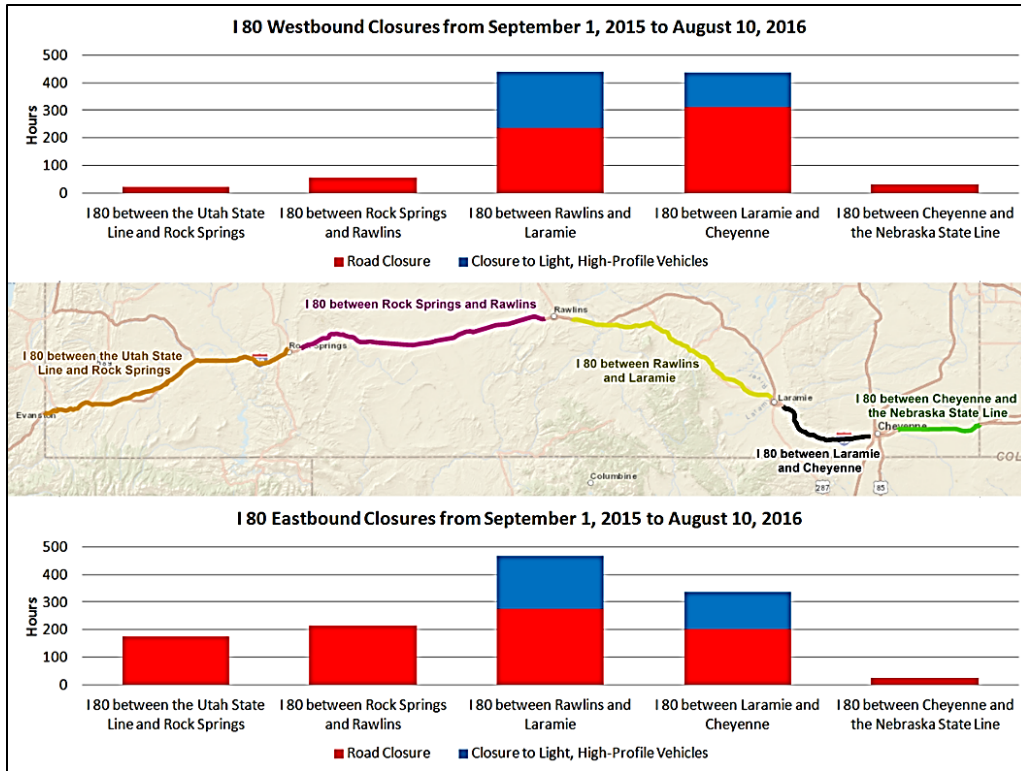 I 80 Westbound Closures from September 1, 2015 to August 10, 2016
500
400
300
200
100
0
Hours
I 80 between the Utah State
Line and Rock Springs
I 80 between Rock Springs
and Rawlins
I 80 between Rawlins and
Laramie
I 80 between Laramie and
Cheyenne
I 80 between Cheyenne and
the Nebraska State Line
Road Closure
Closure to Light, High-Profile Vehicles
I 80 between Rock Springs and Rawlins
Rawlins
Springs
I 80 between the Utah State
Line and Rock Springs
I 80 between Rawlins
and Laramie
Evanston
Laramie
I 80 between Cheyenne and
the Nebraska State Line
Cheyenne
I 80 between Laramie
and Cheyenne
COL
Columbine
287
85
I 80 Eastbound Closures from September 1, 2015 to August 10, 2016
500
400
300
200
100
0
Hours
I 80 between the Utah State
Line and Rock Springs
I 80 between Rock Springs
and Rawlins
I 80 between Rawlins and
Laramie
I 80 between Laramie and
Cheyenne
I 80 between Cheyenne and
the Nebraska State Line
Road Closure
Closure to Light, High-Profile Vehicles